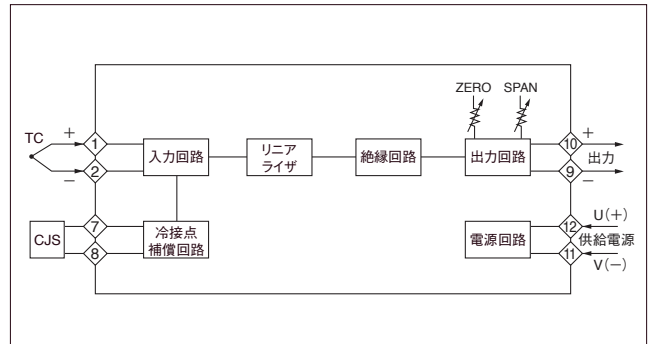 ZERO SPAN
TC
+
1
2
−
入力回路
リニア
ライザ
絶縁回路
出力回路
10
+
出力
9
−
CJS
7
8
冷接点
補償回路
電源回路
12
U(+)
供給電源
11
V(−)